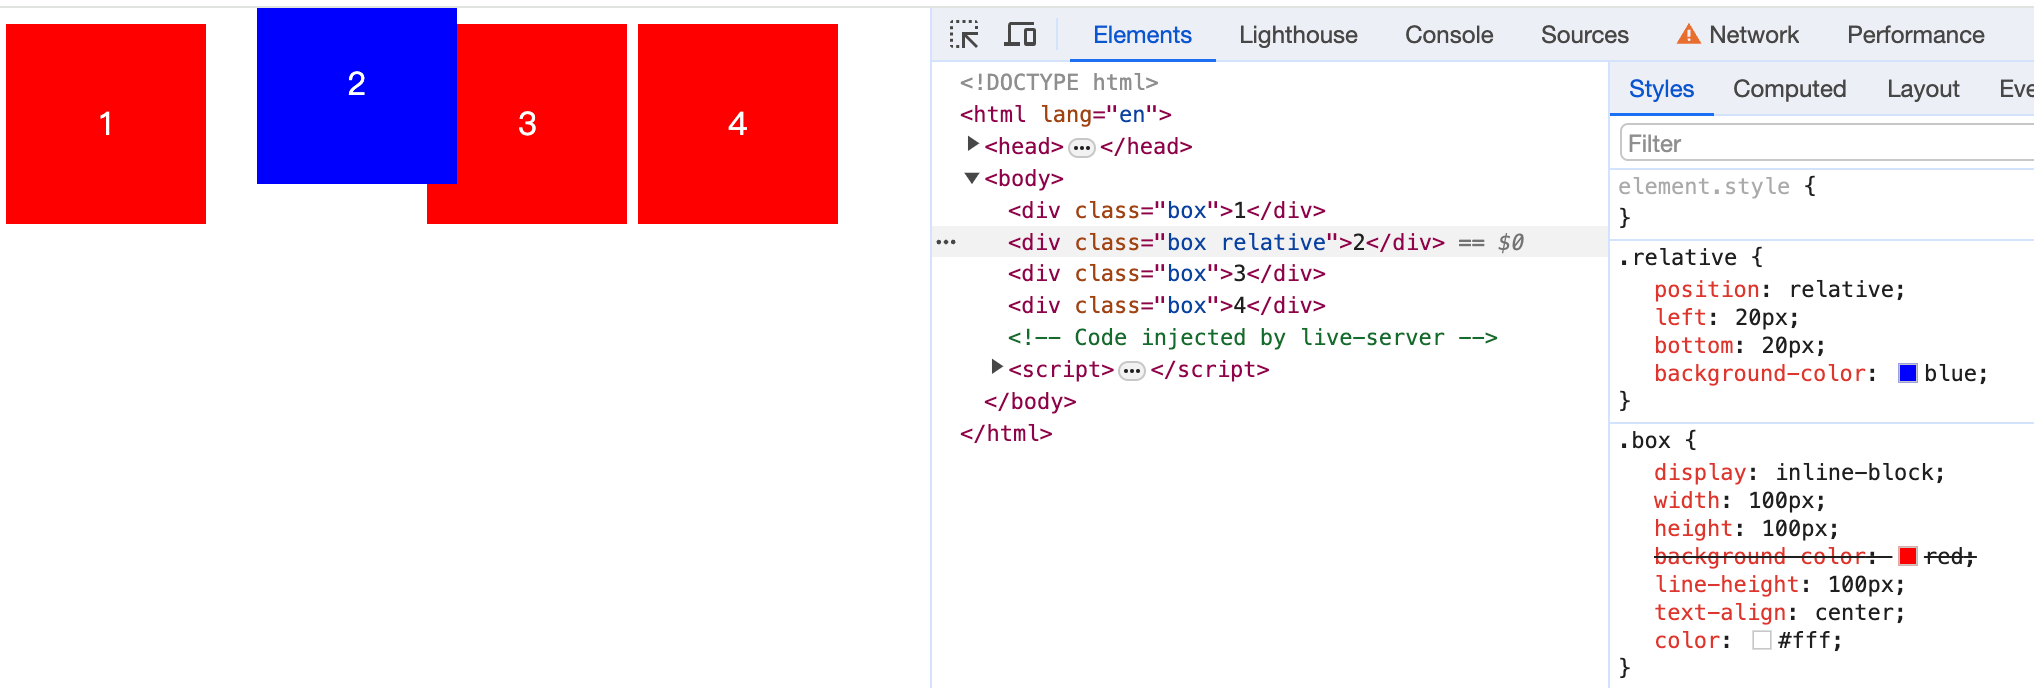 1
2
3
4
Elements Lighthouse Console Sources Network Performance
<!DOCTYPE html>
<html lang="en">
<head> ••• </head>
<body>
<div class="box">1</div>
••• <div class="box relative">2</div> == $0
<div class="box">3</div>
<div class="box">4</div>
<!-- Code injected by live-server -->
<script> ••• </script>
</body>
</html>
Styles Computed Layout Eve
Filter
element.style {
}
.relative {
position: relative;
left: 20px;
bottom: 20px;
background-color: blue;
}
.box {
display: inline-block;
width: 100px;
height: 100px;
background-color: red;
line-height: 100px;
text-align: center;
color: #fff;
}